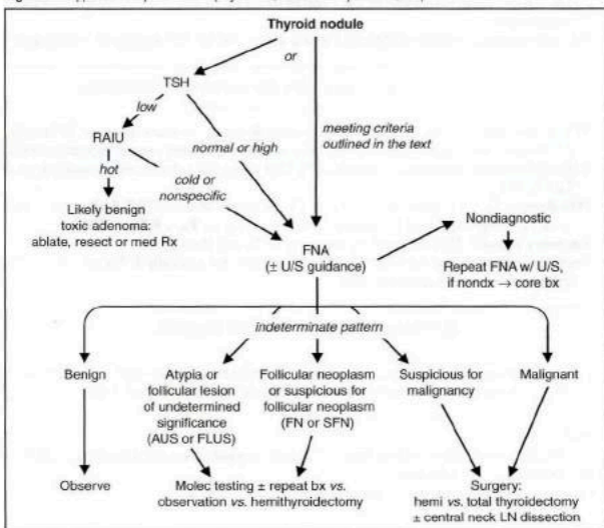 Thyroid nodule
or
TSH
low
RAIU
normal or high
meeting criteria
outlined in the text
hot
cold or
nonspecific
Likely benign
toxic adenoma:
ablate, resect or med Rx
Nondiagnostic
FNA
(± U/S guidance)
Repeat FNA w/ U/S,
if nondx → core bx
indeterminate pattern
Benign
Atypia or
follicular lesion
of undetermined
significance
(AUS or FLUS)
Follicular neoplasm
or suspicious for
follicular neoplasm
(FN or SFN)
Suspicious for
malignancy
Malignant
Observe
Molec testing ± repeat bx vs.
observation vs. hemithyroidectomy
Surgery:
hemi vs. total thyroidectomy
± central neck LN dissection